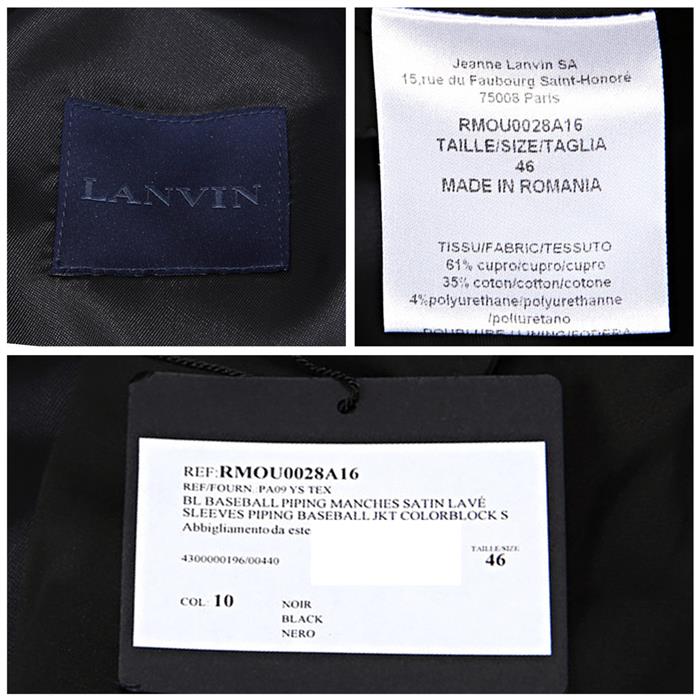 LANVIN
Jeanne Lanvin SA
15,rue du Faubourg Saint-Honoré
75008 Paris
RMOU0028A16
TAILLE/SIZE/TAGLIA
46
MADE IN ROMANIA
TISSU/FABRIC/TESSUTO
61% cupro/cupro/cupro
35% coton/cotton/cotone
4%polyurethane/polyurethanne
/poliuretano
DOUBLURE/LINING/FODERA
REF:RMOU0028A16
REF/FOURN. PA09 YS TEX
BL BASEBALL PIPING MANCHES SATIN LAVÉ
SLEEVES PIPING BASEBALL JKT COLORBLOCK S
Abbigliamento da este
4300000196/00440
TAILLE/SIZE
46
COL: 10 NOIR
BLACK
NERO